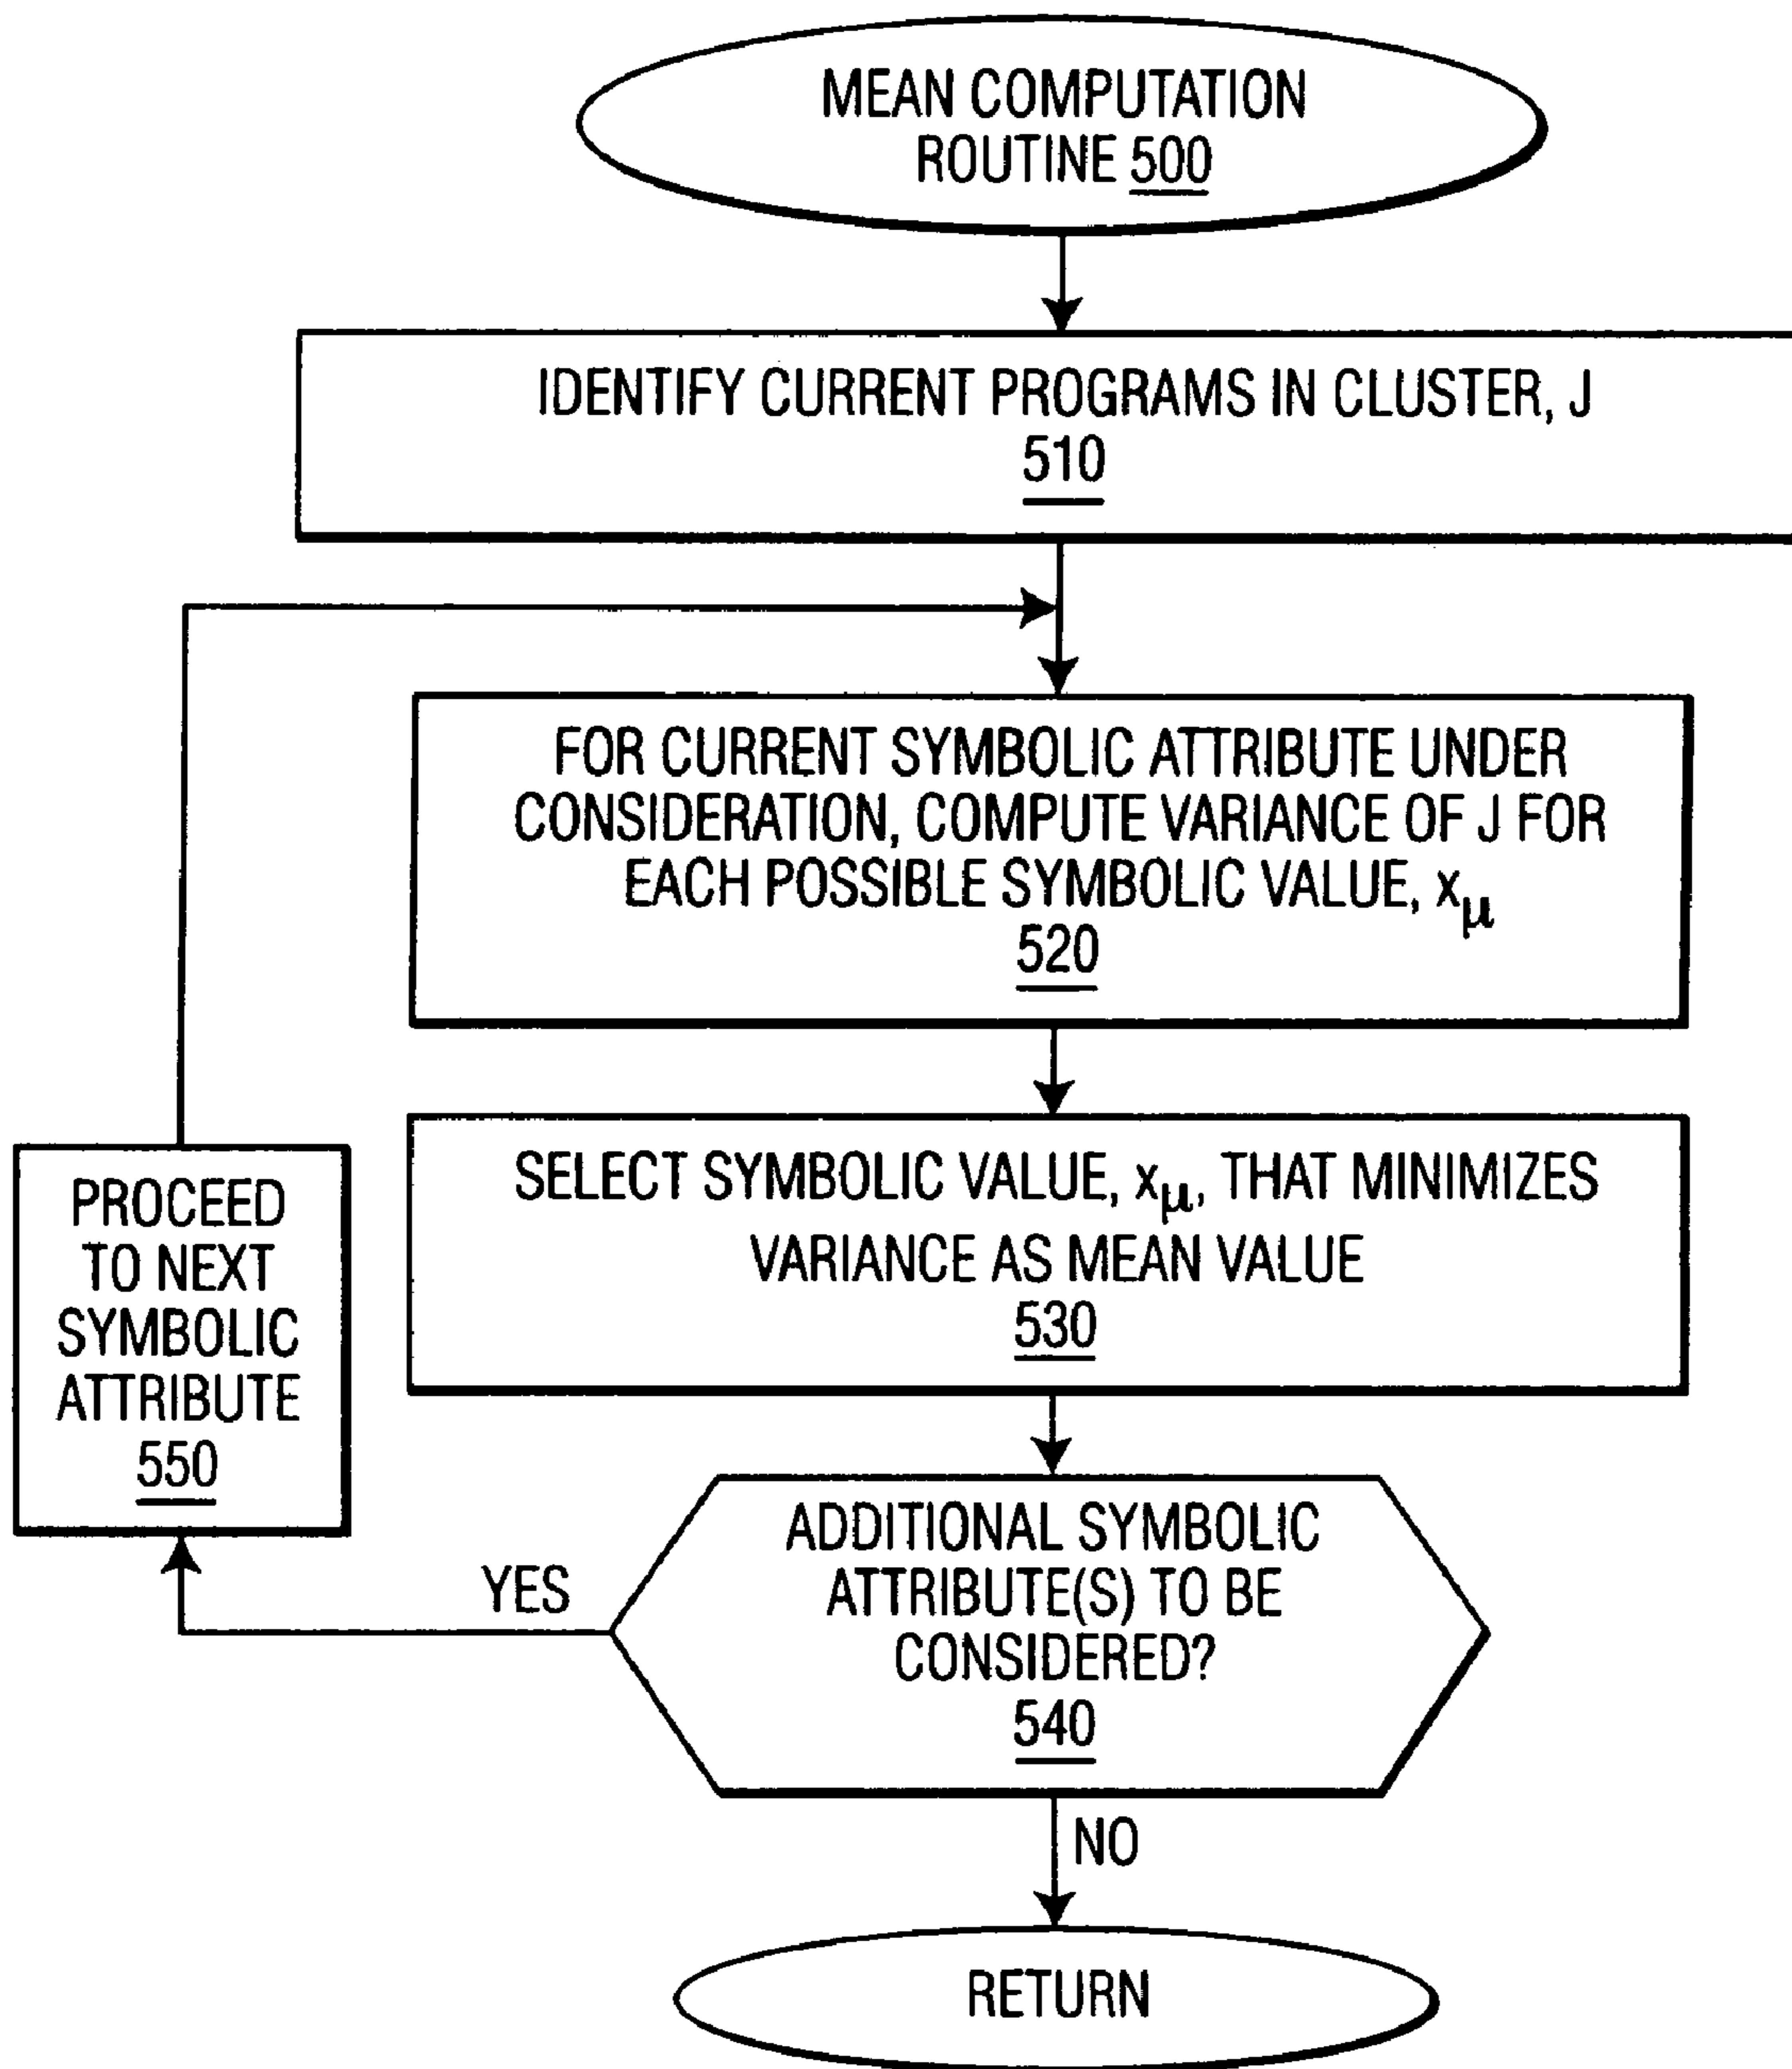 MEAN COMPUTATION
ROUTINE 500
IDENTIFY CURRENT PROGRAMS IN CLUSTER, J
510
FOR CURRENT SYMBOLIC ATTRIBUTE UNDER
CONSIDERATION, COMPUTE VARIANCE OF J FOR
EACH POSSIBLE SYMBOLIC VALUE, xμ
520
SELECT SYMBOLIC VALUE, xμ, THAT MINIMIZES
VARIANCE AS MEAN VALUE
530
PROCEED
TO NEXT
SYMBOLIC
ATTRIBUTE
550
ADDITIONAL SYMBOLIC
ATTRIBUTE(S) TO BE
CONSIDERED?
540
YES
NO
RETURN